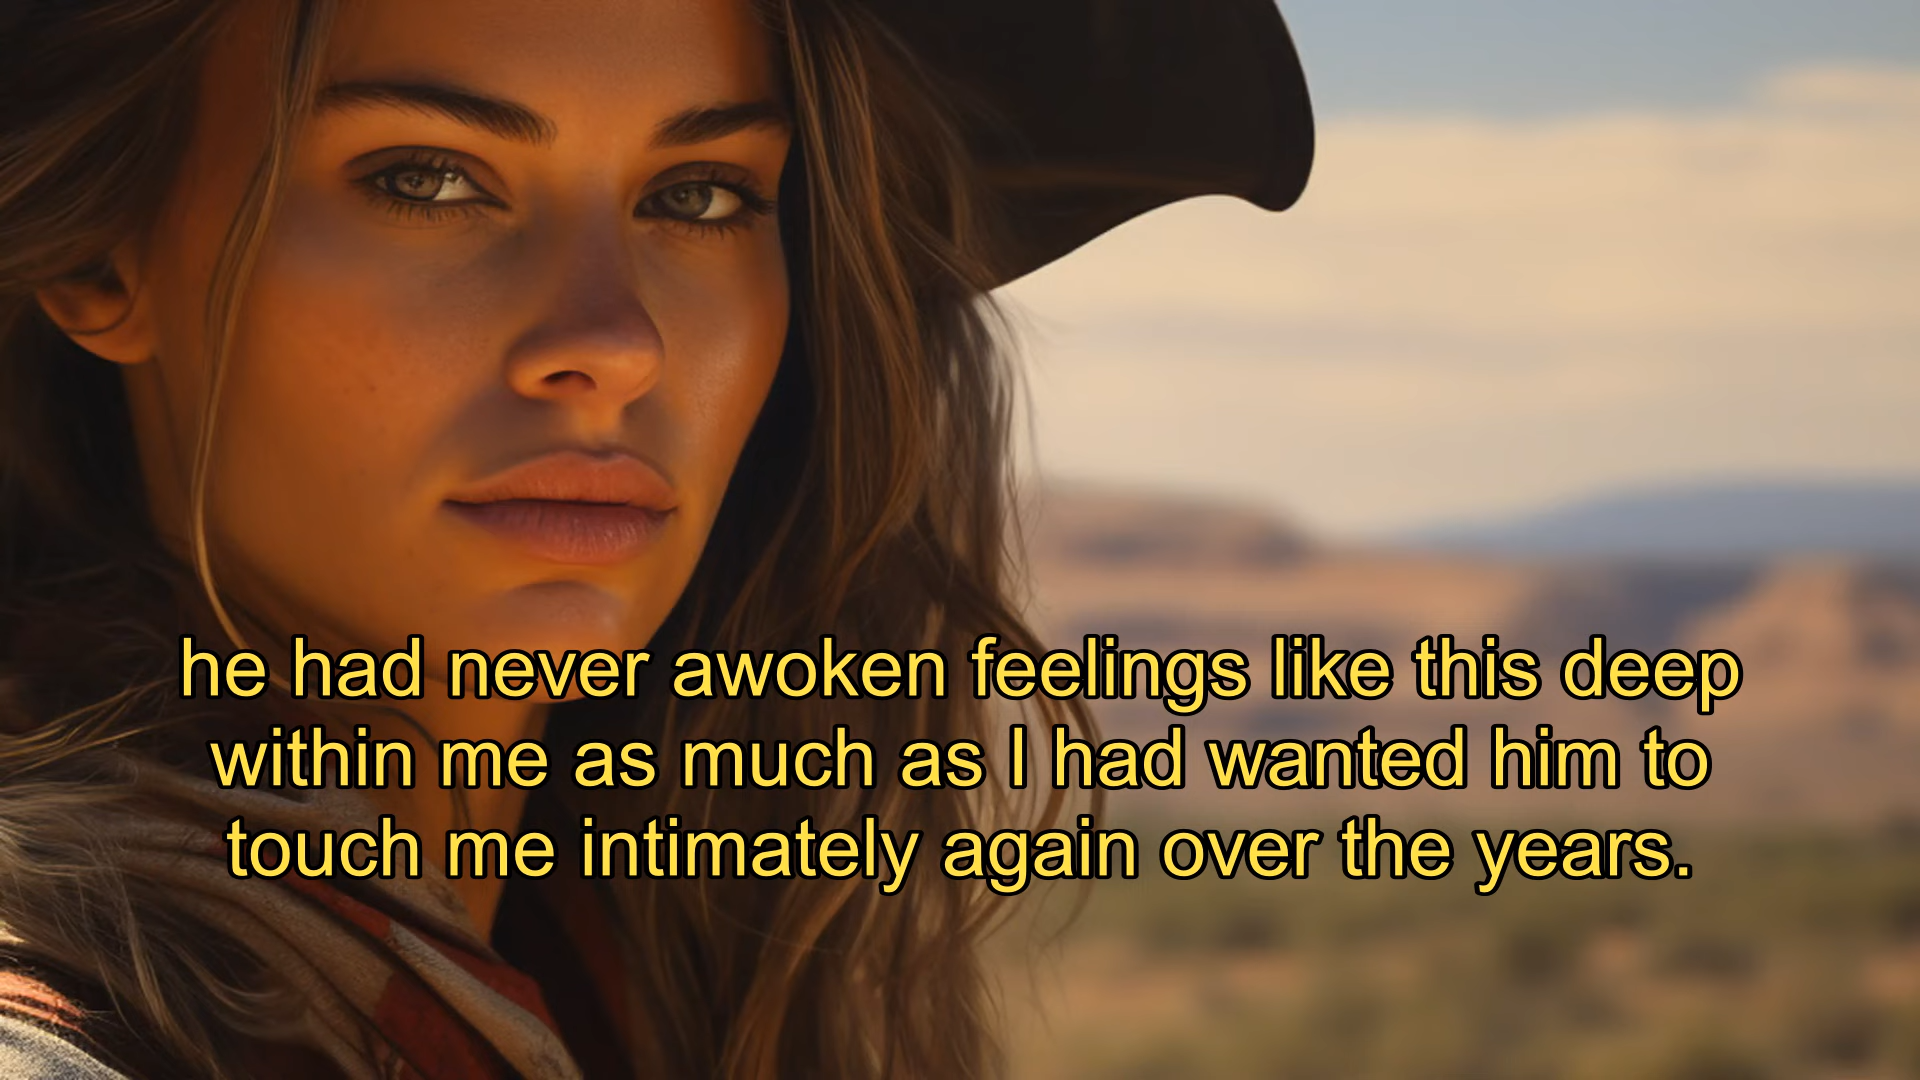 he had never awoken feelings like this deep
within me as much as I had wanted him to
touch me intimately again over the years.